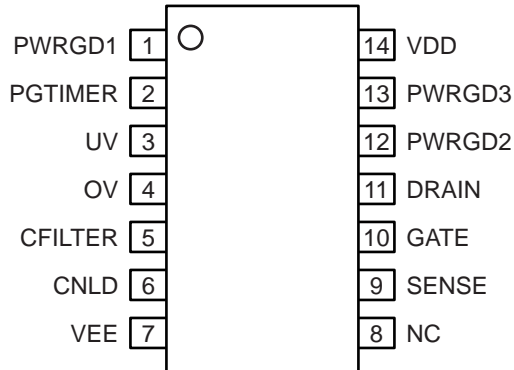 PWRGD1 1 14 VDD
PGTIMER 2 13 PWRGD3
UV 3 12 PWRGD2
OV 4 11 DRAIN
CFILTER 5 10 GATE
CNLD 6 9 SENSE
VEE 7 8 NC